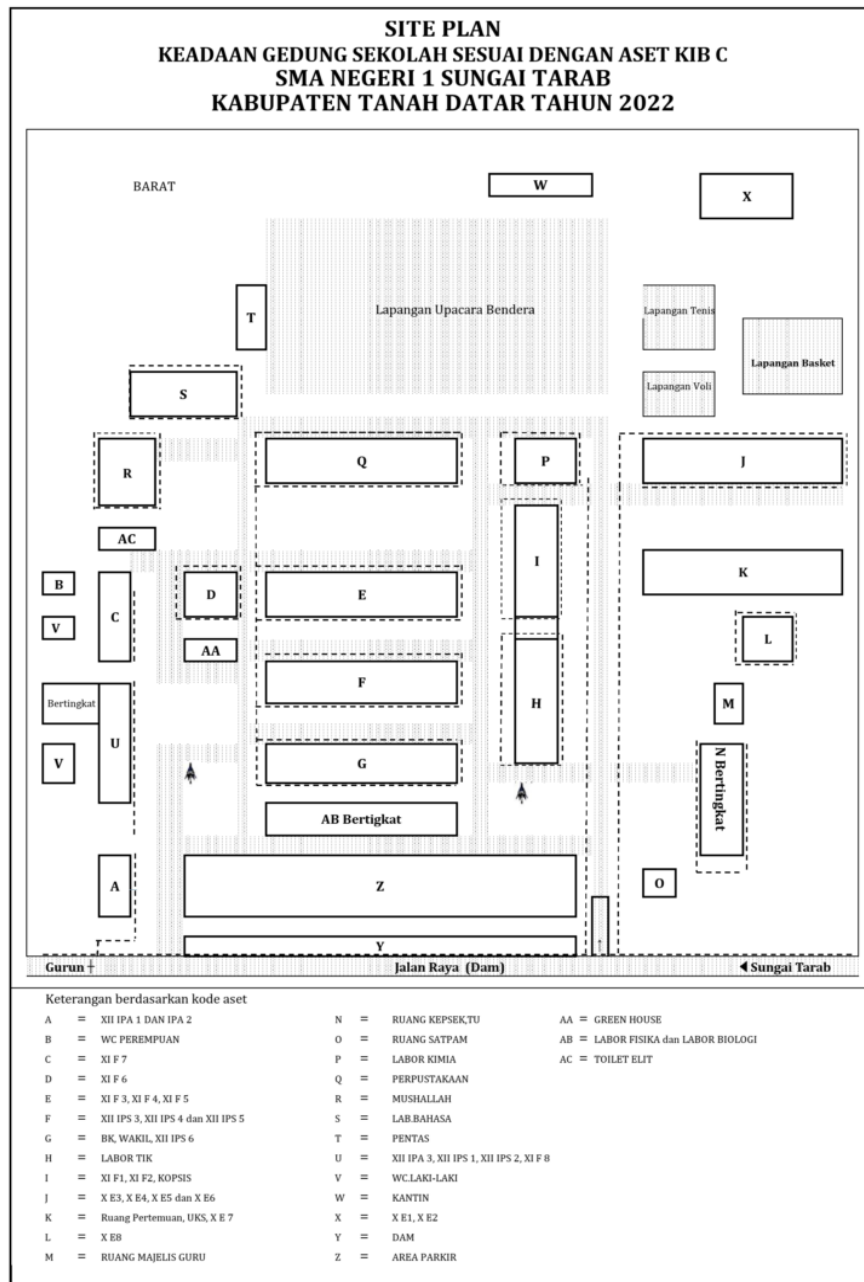 SITE PLAN
KEADAAN GEDUNG SEKOLAH SESUAI DENGAN ASET KIB C
SMA NEGERI 1 SUNGAI TARAB
KABUPATEN TANAH DATAR TAHUN 2022
BARAT
W
X
T
Lapangan Upacara Bendera
Lapangan Tenis
Lapangan Basket
Lapangan Voli
S
R
Q
P
J
AC
B
V
C
D
AA
E
I
K
L
F
H
M
Bertingkat
U
V
G
N Bertingkat
AB Bertigkat
A
Z
O
Y
Gurun
Jalan Raya (Dam)
Sungai Tarab
Keterangan berdasarkan kode aset
A = XII IPA 1 DAN IPA 2
B = WC PEREMPUAN
C = XI F 7
D = XI F 6
E = XI F 3, XI F 4, XI F 5
F = XII IPS 3, XII IPS 4 dan XII IPS 5
G = BK, WAKIL, XII IPS 6
H = LABOR TIK
I = XI F1, XI F2, KOPSIS
J = X E3, X E4, X E5 dan X E6
K = Ruang Pertemuan, UKS, X E 7
L = X E8
M = RUANG MAJELIS GURU
N = RUANG KEPSEK,TU
O = RUANG SATPAM
P = LABOR KIMIA
Q = PERPUSTAKAAN
R = MUSHALLAH
S = LAB.BAHASA
T = PENTAS
U = XII IPA 3, XII IPS 1, XII IPS 2, XI F 8
V = WC.LAKI-LAKI
W = KANTIN
X = X E1, X E2
Y = DAM
Z = AREA PARKIR
AA = GREEN HOUSE
AB = LABOR FISIKA dan LABOR BIOLOGI
AC = TOILET ELIT